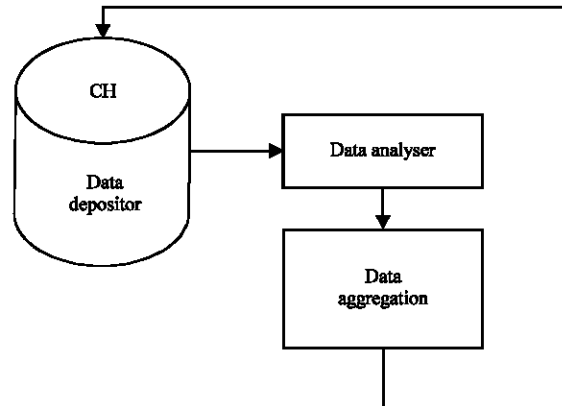 CH
Data
depositor
Data analyser
Data
aggregation